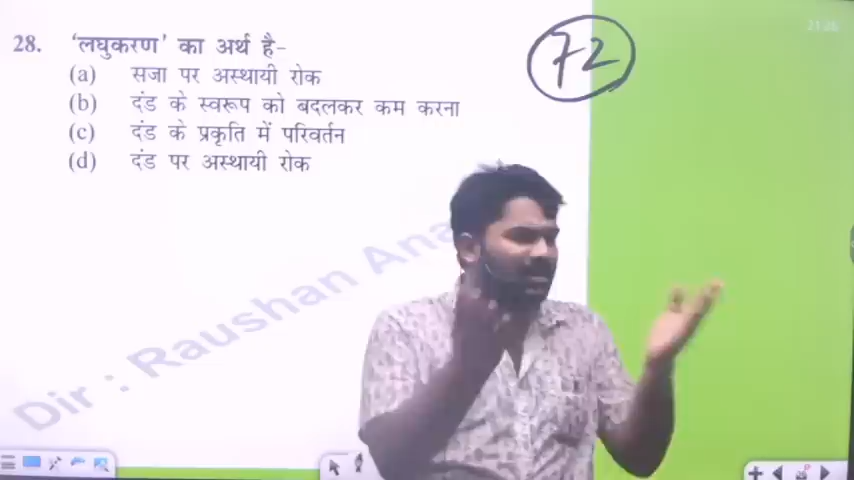 28. 'लघुकरण' का अर्थ है-
(a) सजा पर अस्थायी रोक
(b) दंड के स्वरूप को बदलकर कम करना
(c) दंड के प्रकृति में परिवर्तन
(d) दंड पर अस्थायी रोक
72
Dir : Raushan